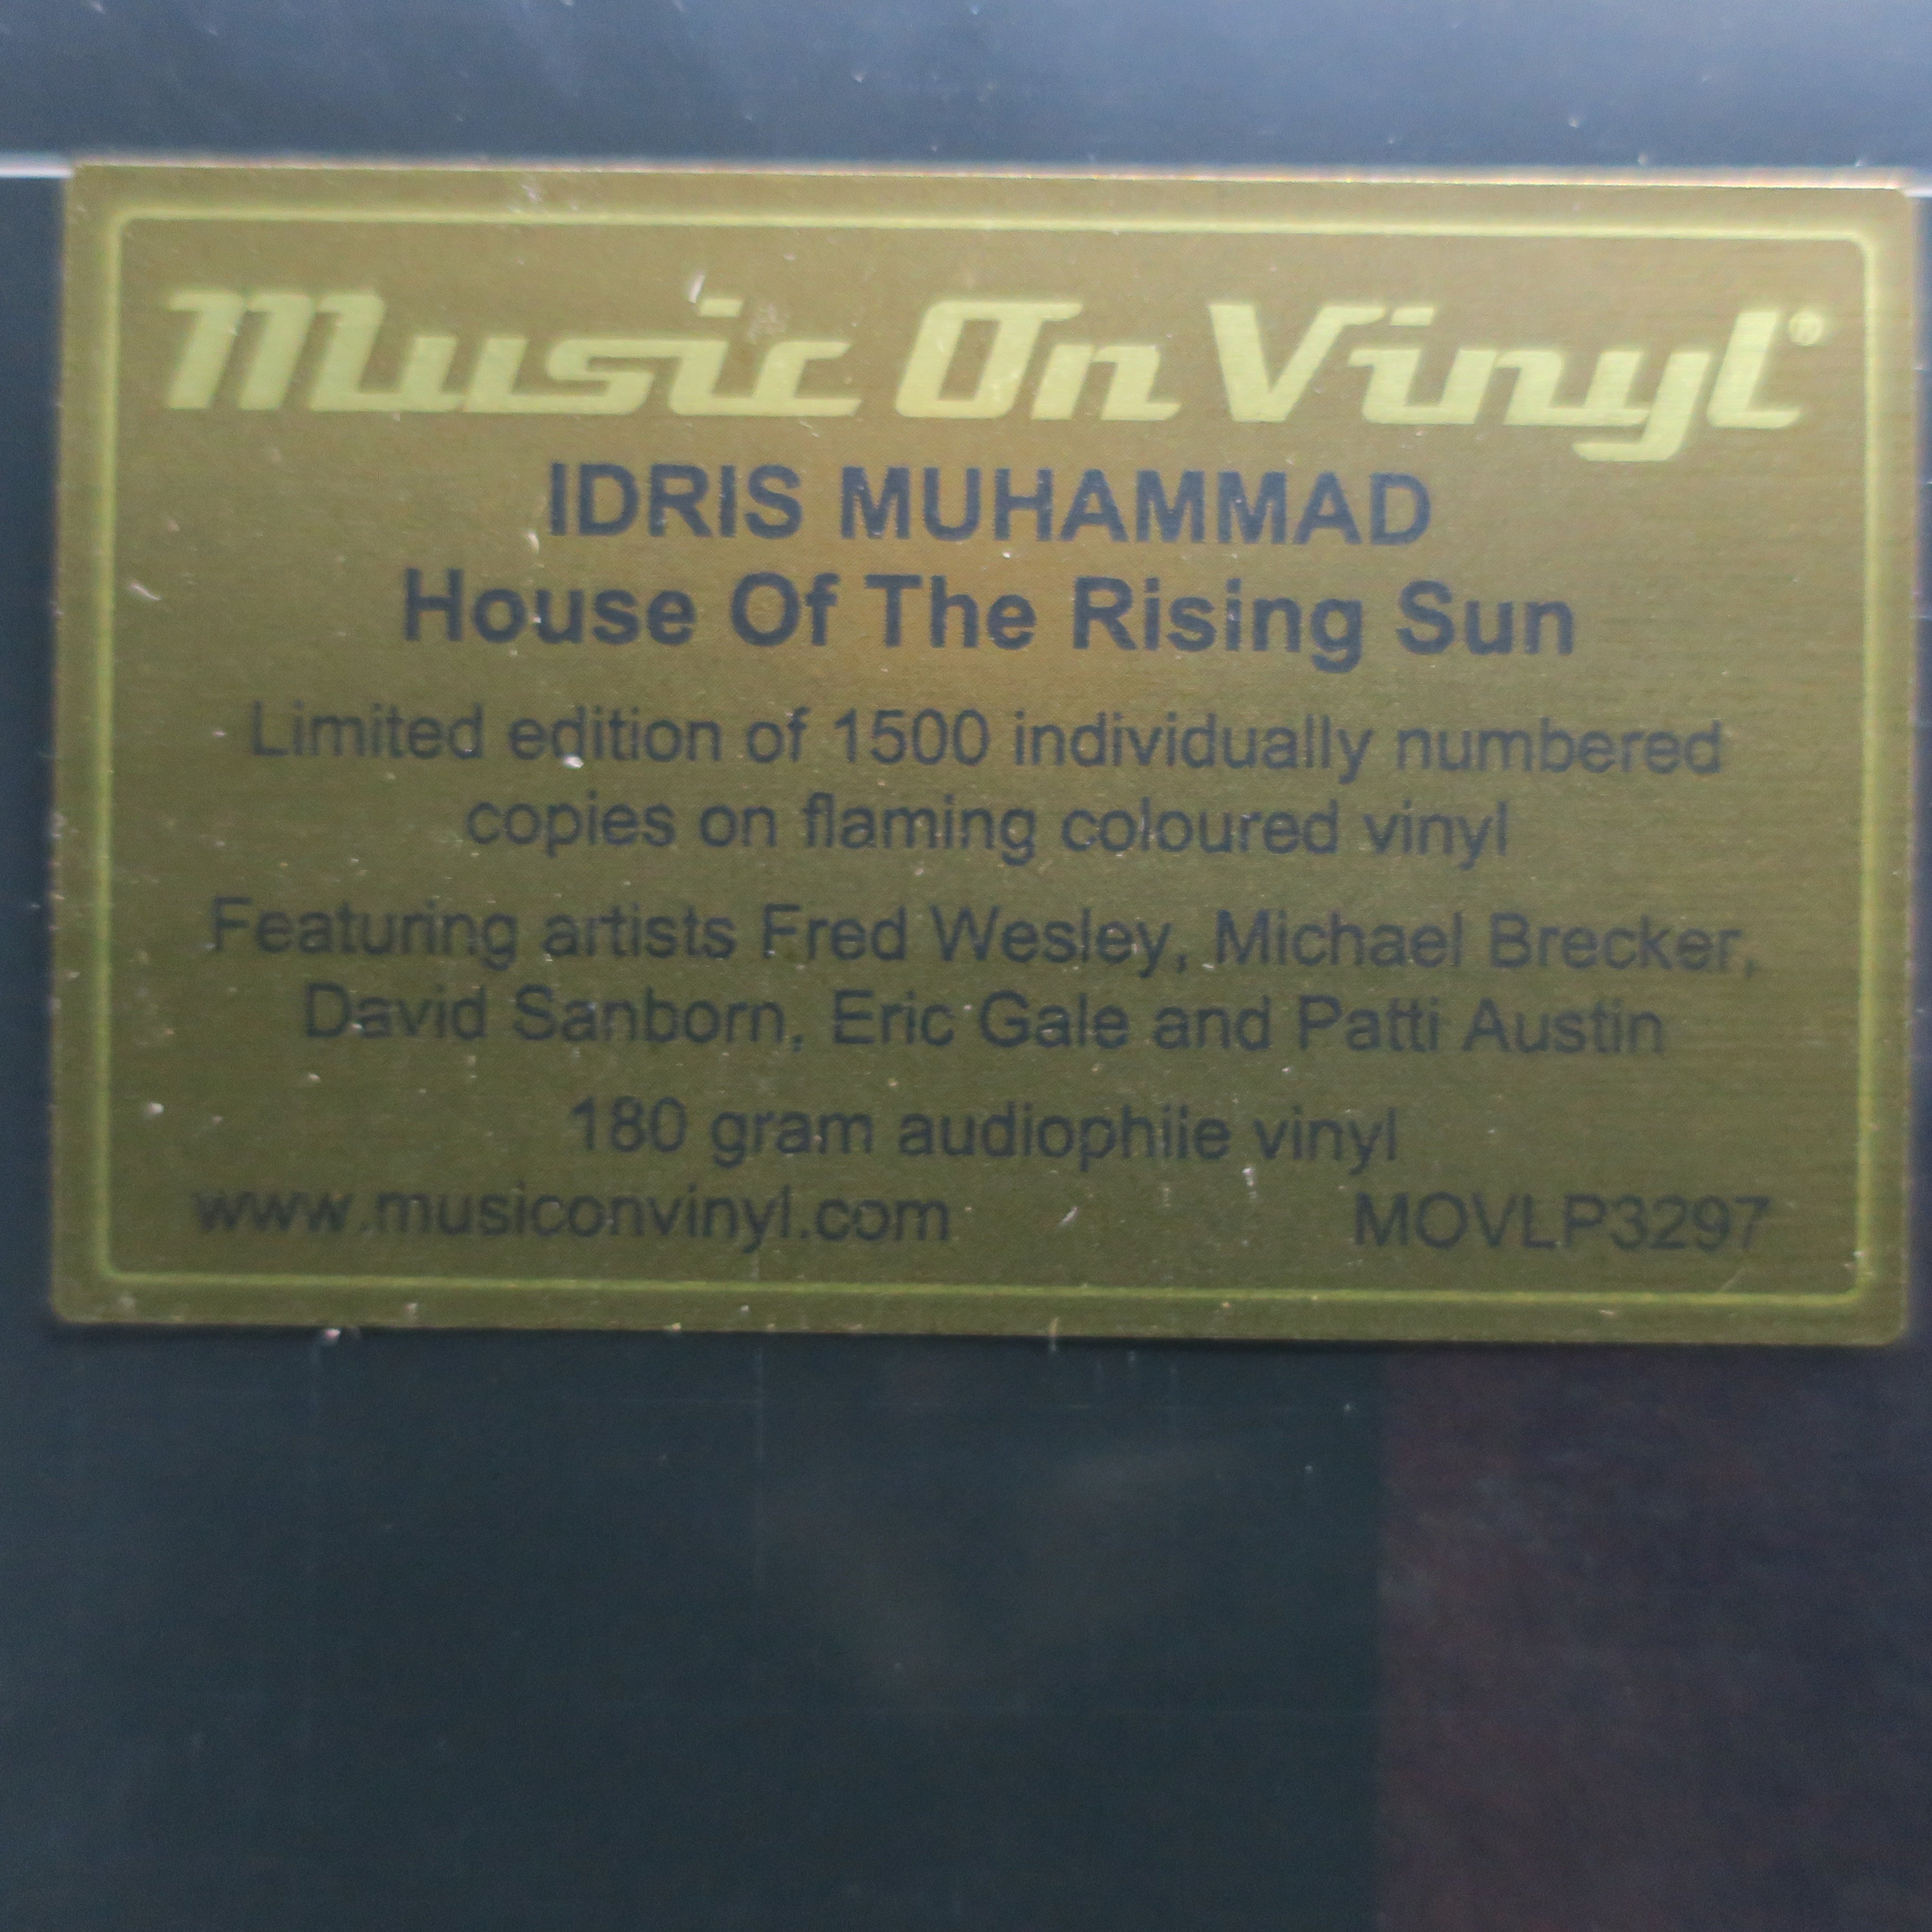 Music On Vinyl®
IDRIS MUHAMMAD
House Of The Rising Sun
Limited edition of 1500 individually numbered
copies on flaming coloured vinyl
Featuring artists Fred Wesley, Michael Brecker,
David Sanborn, Eric Gale and Patti Austin
180 gram audiophile vinyl
www.musiconvinyl.com MOVLP3297